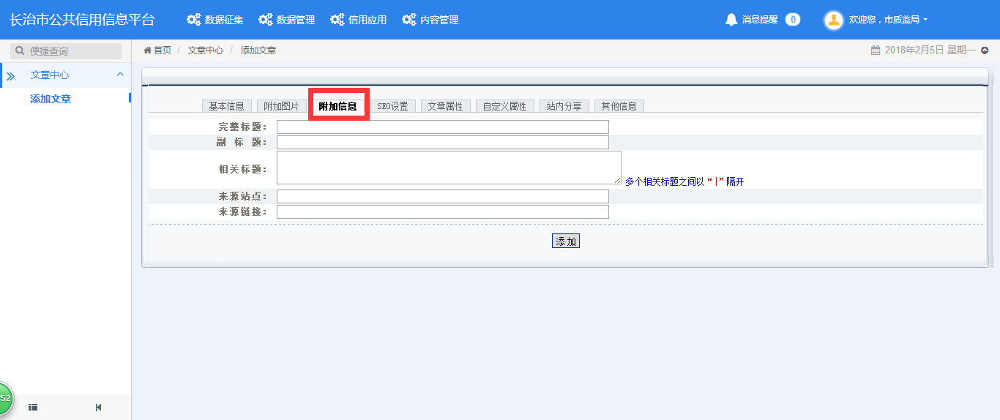 长治市公共信用信息平台 数据征集 数据管理 信用应用 内容管理 消息提醒 0 欢迎您，市质监局
便捷查询 首页 / 文章中心 / 添加文章 2018年2月5日 星期一
文章中心
添加文章
基本信息 附加图片 附加信息 SEO设置 文章属性 自定义属性 站内分享 其他信息
完整标题：
副 标 题：
相关标题： 多个相关标题之间以“|”隔开
来源站点：
来源链接：
添加
52